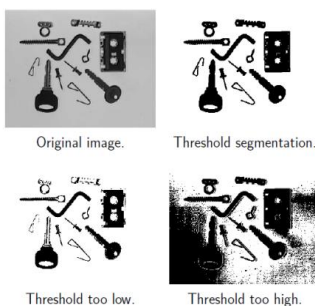 Original image.
Threshold segmentation.
Threshold too low.
Threshold too high.